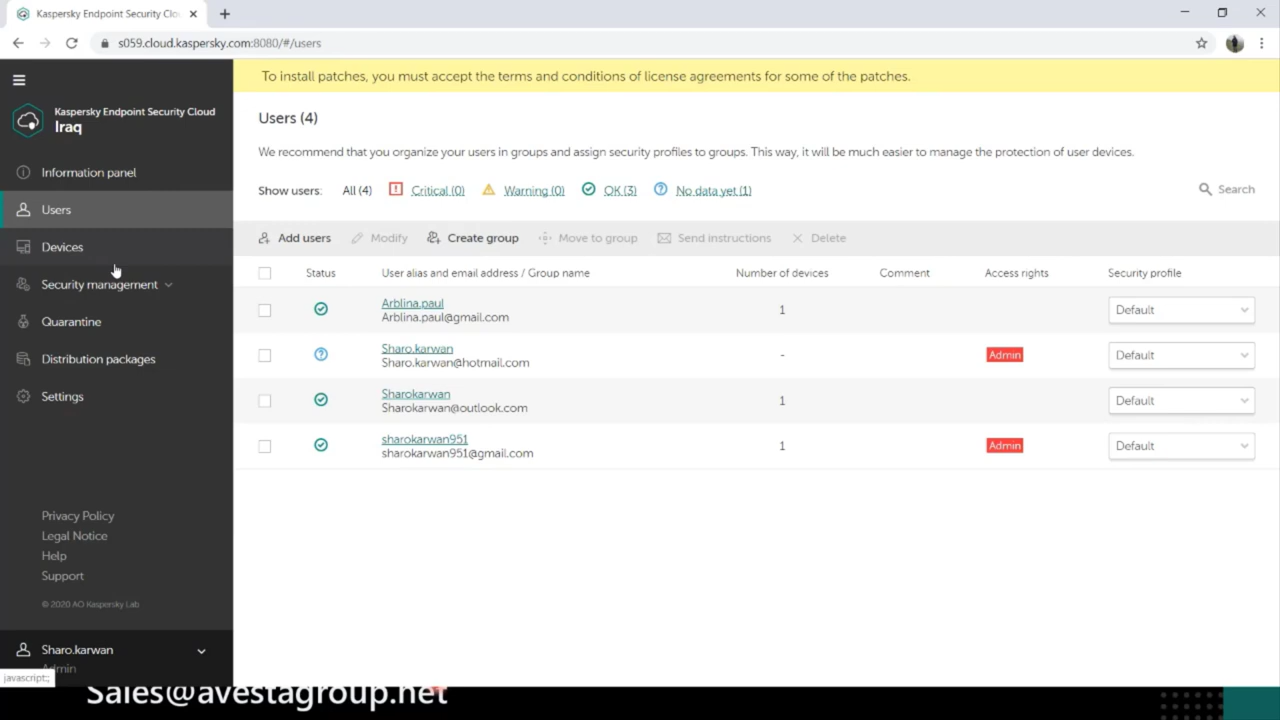 Kaspersky Endpoint Security Clo
s059.cloud.kaspersky.com:8080/#/users
To install patches, you must accept the terms and conditions of license agreements for some of the patches.
Kaspersky Endpoint Security Cloud
Iraq
Information panel
Users
Devices
Security management
Quarantine
Distribution packages
Settings
Privacy Policy
Legal Notice
Help
Support
© 2020 AO Kaspersky Lab
Sharo.karwan
Admin
javascript:;
Users (4)
We recommend that you organize your users in groups and assign security profiles to groups. This way, it will be much easier to manage the protection of user devices.
Show users: All (4) Critical (0) Warning (0) OK (3) No data yet (1) Search
Add users Modify Create group Move to group Send instructions Delete
Status User alias and email address / Group name Number of devices Comment Access rights Security profile
Arblina.paul
Arblina.paul@gmail.com 1 Default
Sharo.karwan
Sharo.karwan@hotmail.com - Admin Default
Sharokarwan
Sharokarwan@outlook.com 1 Default
sharokarwan951
sharokarwan951@gmail.com 1 Admin Default
Sales@avestagroup.net